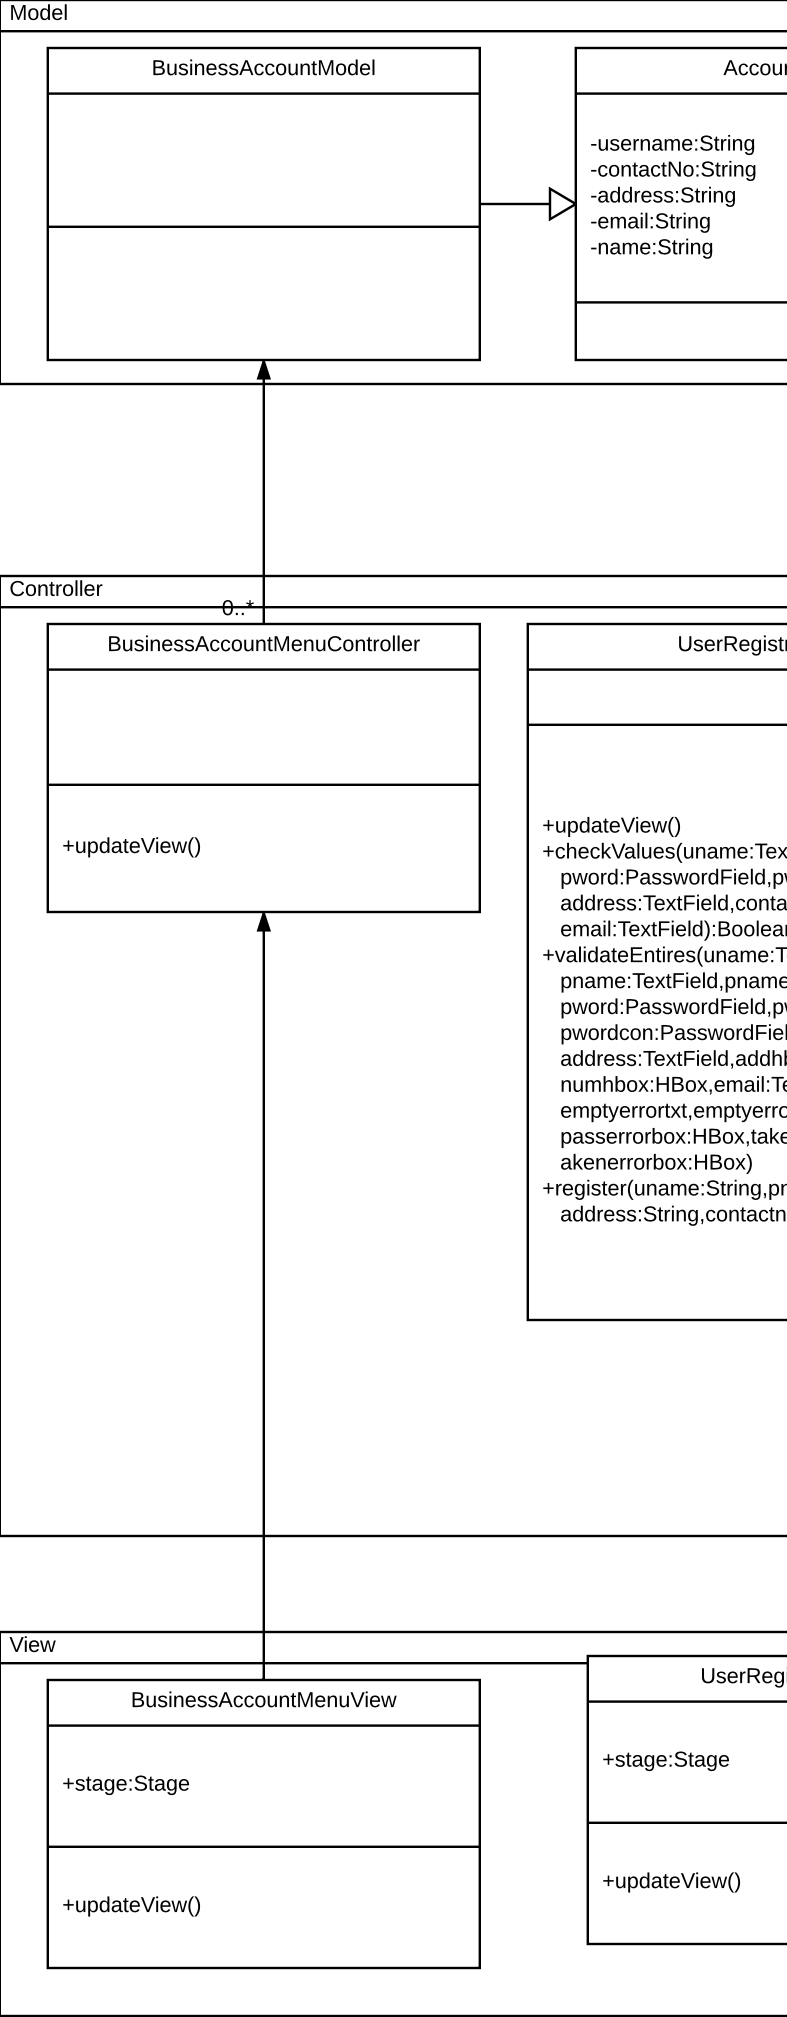 Model
BusinessAccountModel
Accoun
-username:String
-contactNo:String
-address:String
-email:String
-name:String
Controller
0..*
BusinessAccountMenuController
+updateView()
UserRegistr
+updateView()
+checkValues(uname:Tex
pword:PasswordField,pw
address:TextField,conta
email:TextField):Boolean
+validateEntires(uname:Te
pname:TextField,pname
pword:PasswordField,pw
pwordcon:PasswordFiel
address:TextField,addhb
numhbox:HBox,email:Te
emptyerrortxt,emptyerro
passerrorbox:HBox,take
akenerrorbox:HBox)
+register(uname:String,pn
address:String,contactn
View
BusinessAccountMenuView
+stage:Stage
+updateView()
UserRegi
+stage:Stage
+updateView()